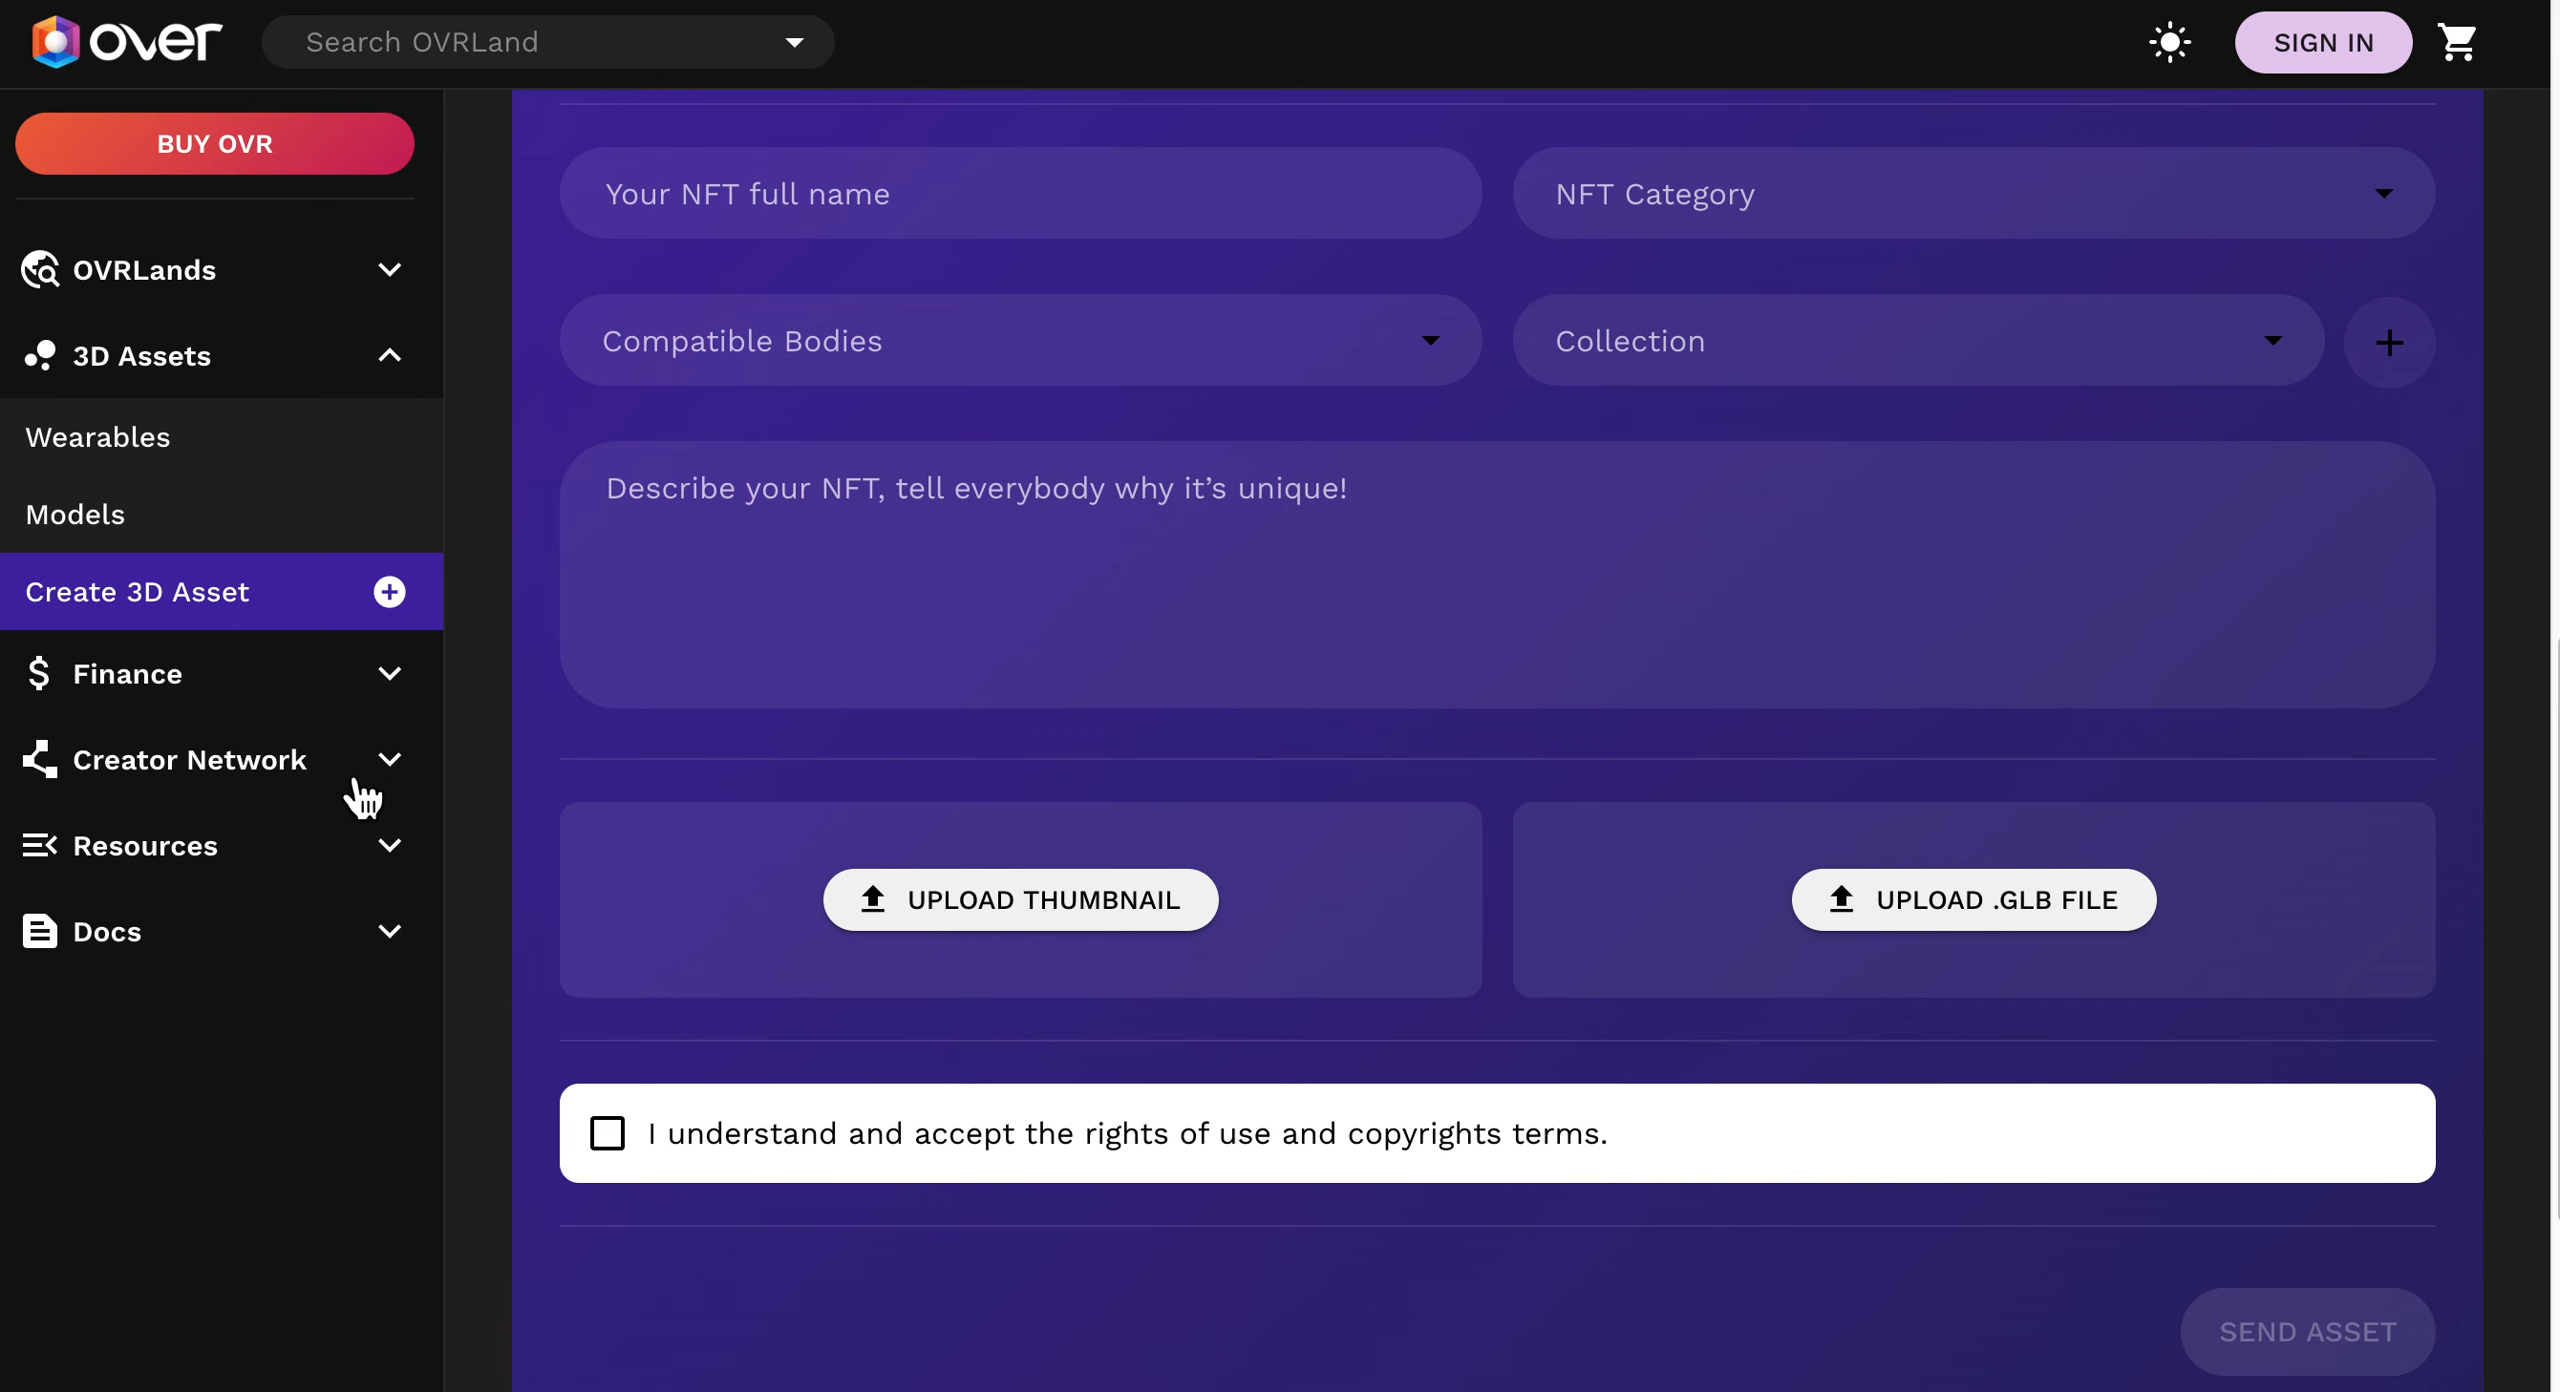 over
Search OVRLand
SIGN IN
BUY OVR
OVRLands
3D Assets
Wearables
Models
Create 3D Asset
Finance
Creator Network
Resources
Docs
Your NFT full name
NFT Category
Compatible Bodies
Collection
Describe your NFT, tell everybody why it’s unique!
UPLOAD THUMBNAIL
UPLOAD .GLB FILE
I understand and accept the rights of use and copyrights terms.
SEND ASSET